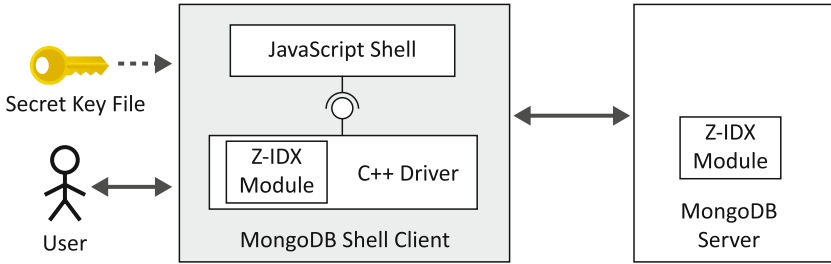 Secret Key File
User
JavaScript Shell
Z-IDX
Module
C++ Driver
MongoDB Shell Client
Z-IDX
Module
MongoDB
Server